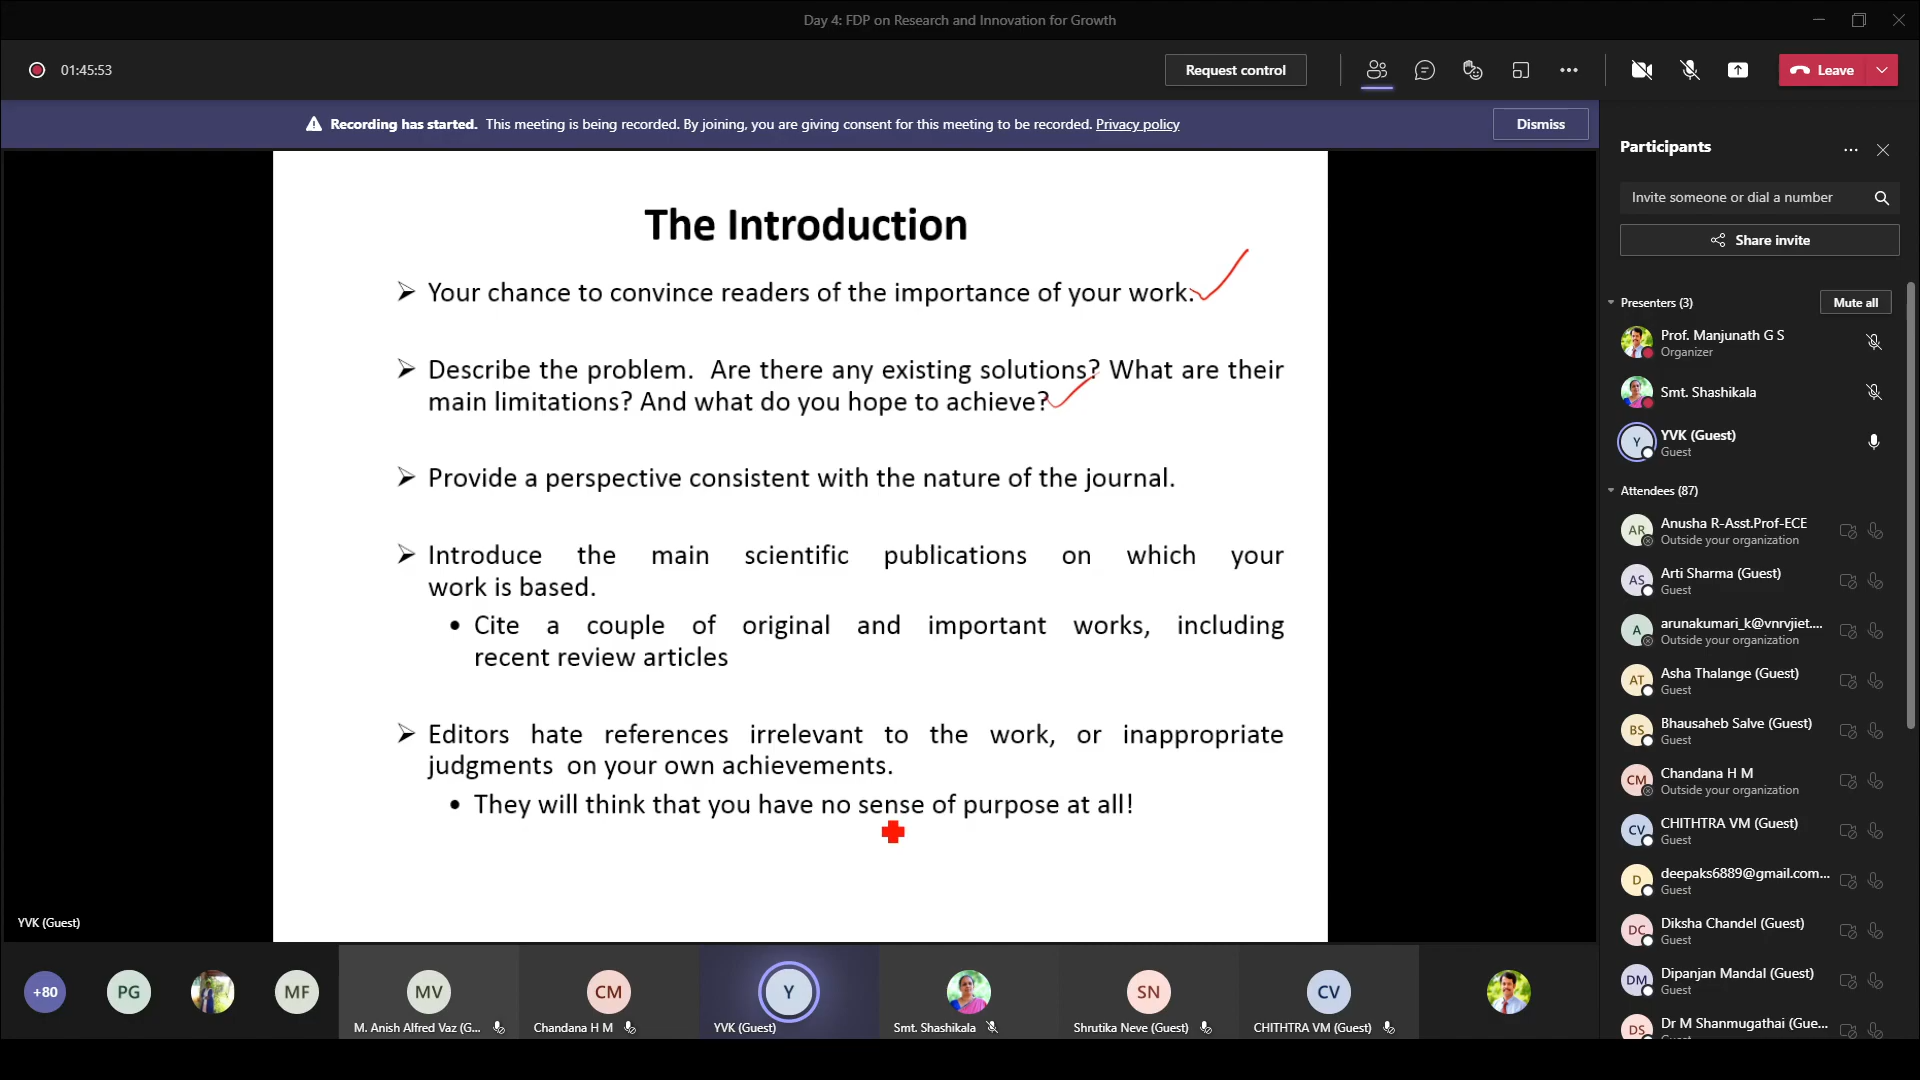 Day 4: FDP on Research and Innovation for Growth
01:45:53
Request control
Leave
Recording has started. This meeting is being recorded. By joining, you are giving consent for this meeting to be recorded. Privacy policy
Dismiss
The Introduction
Your chance to convince readers of the importance of your work.
Describe the problem. Are there any existing solutions? What are their
main limitations? And what do you hope to achieve?
Provide a perspective consistent with the nature of the journal.
Introduce the main scientific publications on which your
work is based.
Cite a couple of original and important works, including
recent review articles
Editors hate references irrelevant to the work, or inappropriate
judgments on your own achievements.
They will think that you have no sense of purpose at all!
YVK (Guest)
+80
PG
MF
MV
M. Anish Alfred Vaz (G...
CM
Chandana H M
Y
YVK (Guest)
Smt. Shashikala
SN
Shrutika Neve (Guest)
CV
CHITHTRA VM (Guest)
Participants
Invite someone or dial a number
Share invite
Presenters (3)
Mute all
Prof. Manjunath G S
Organizer
Smt. Shashikala
Y
YVK (Guest)
Guest
Attendees (87)
AR
Anusha R-Asst.Prof-ECE
Outside your organization
AS
Arti Sharma (Guest)
Guest
A
arunakumari_k@vnrvjiet....
Outside your organization
AT
Asha Thalange (Guest)
Guest
BS
Bhausaheb Salve (Guest)
Guest
CM
Chandana H M
Outside your organization
CV
CHITHTRA VM (Guest)
Guest
D
deepaks6889@gmail.com...
Guest
DC
Diksha Chandel (Guest)
Guest
DM
Dipanjan Mandal (Guest)
Guest
DS
Dr M Shanmugathai (Gue...